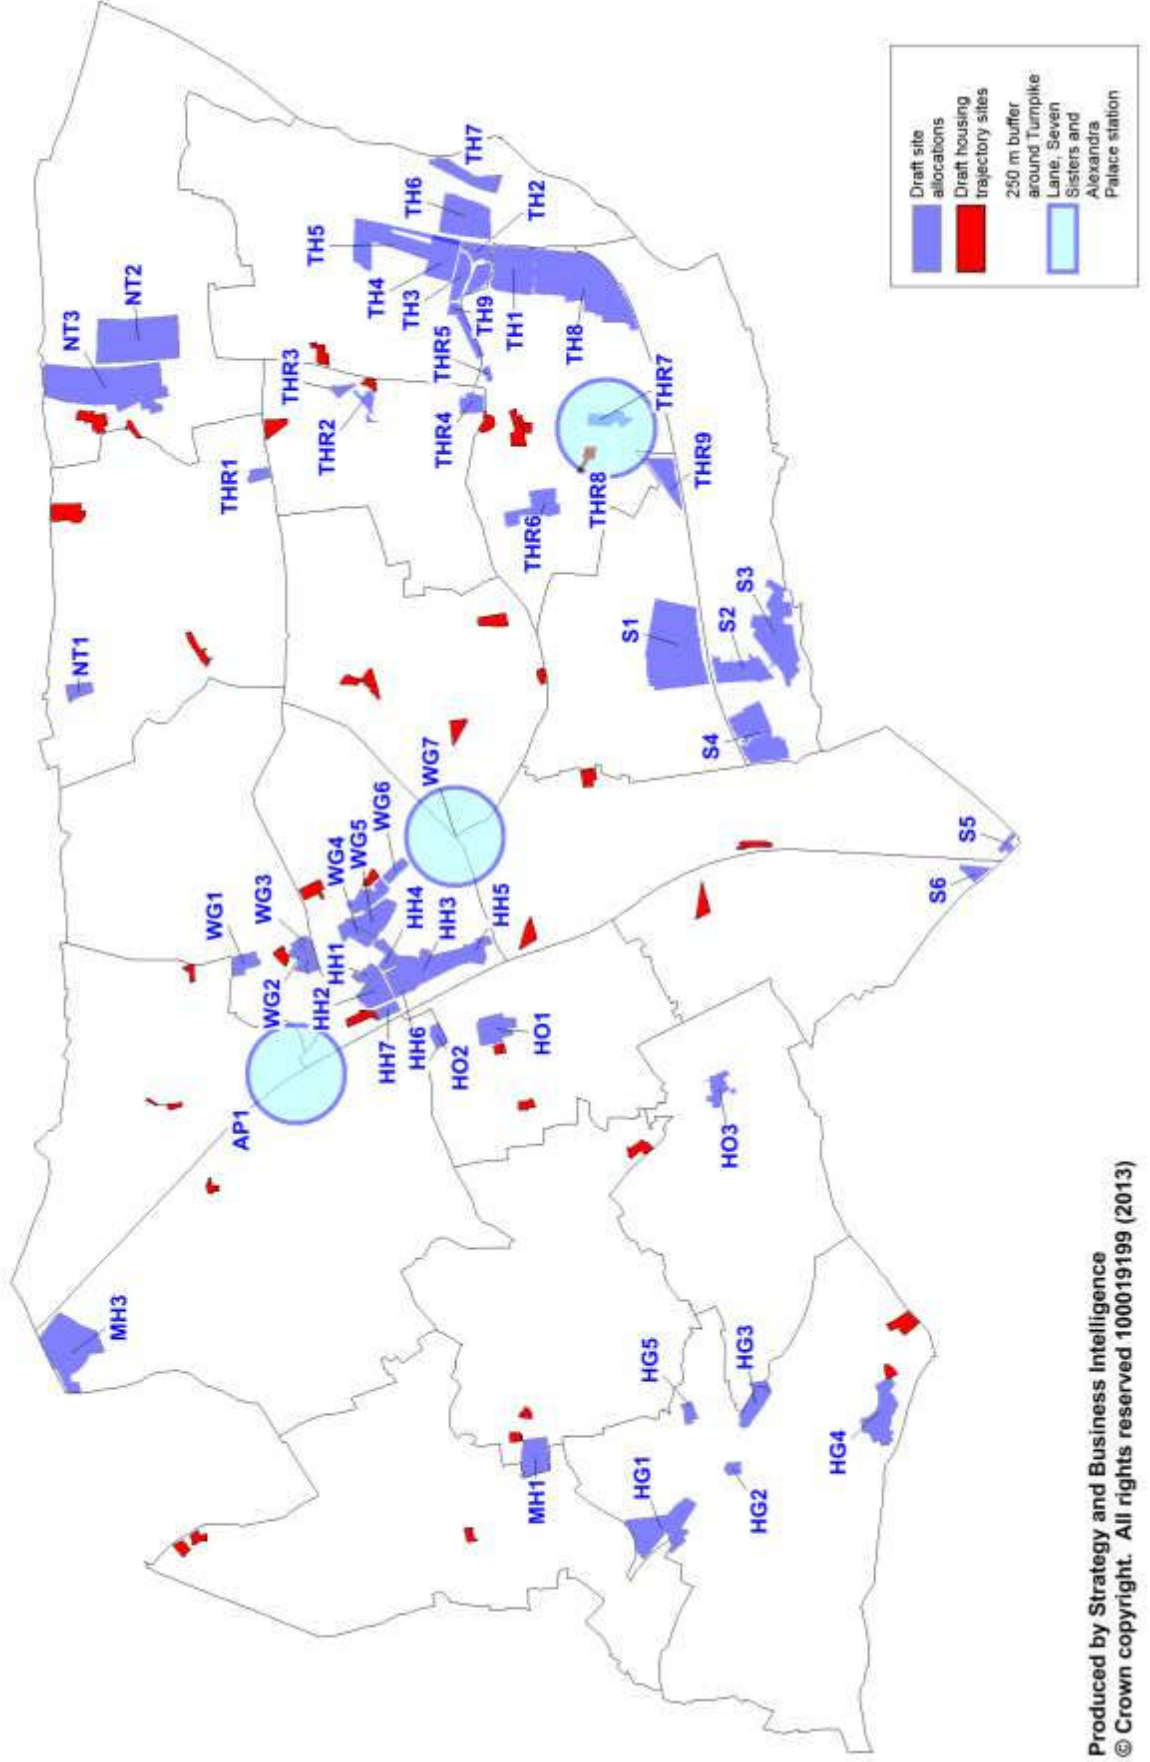 MH3
AP1
WG1
WG2
WG3
NT1
NT3
NT2
THR1
THR3
THR2
TH5
TH4
TH3
TH9
TH6
TH7
TH2
TH1
TH8
THR5
THR4
THR7
THR8
THR6
THR9
HH2
HH1
WG4
WG5
WG6
WG7
HH4
HH3
HH5
HH7
HH6
HO2
HO1
S1
S2
S3
S4
S5
S6
HO3
MH1
HG1
HG5
HG3
HG2
HG4
Draft site
allocations
Draft housing
trajectory sites
250 m buffer
around Turnpike
Lane, Seven
Sisters and
Alexandra
Palace station
Produced by Strategy and Business Intelligence
© Crown copyright. All rights reserved 100019199 (2013)